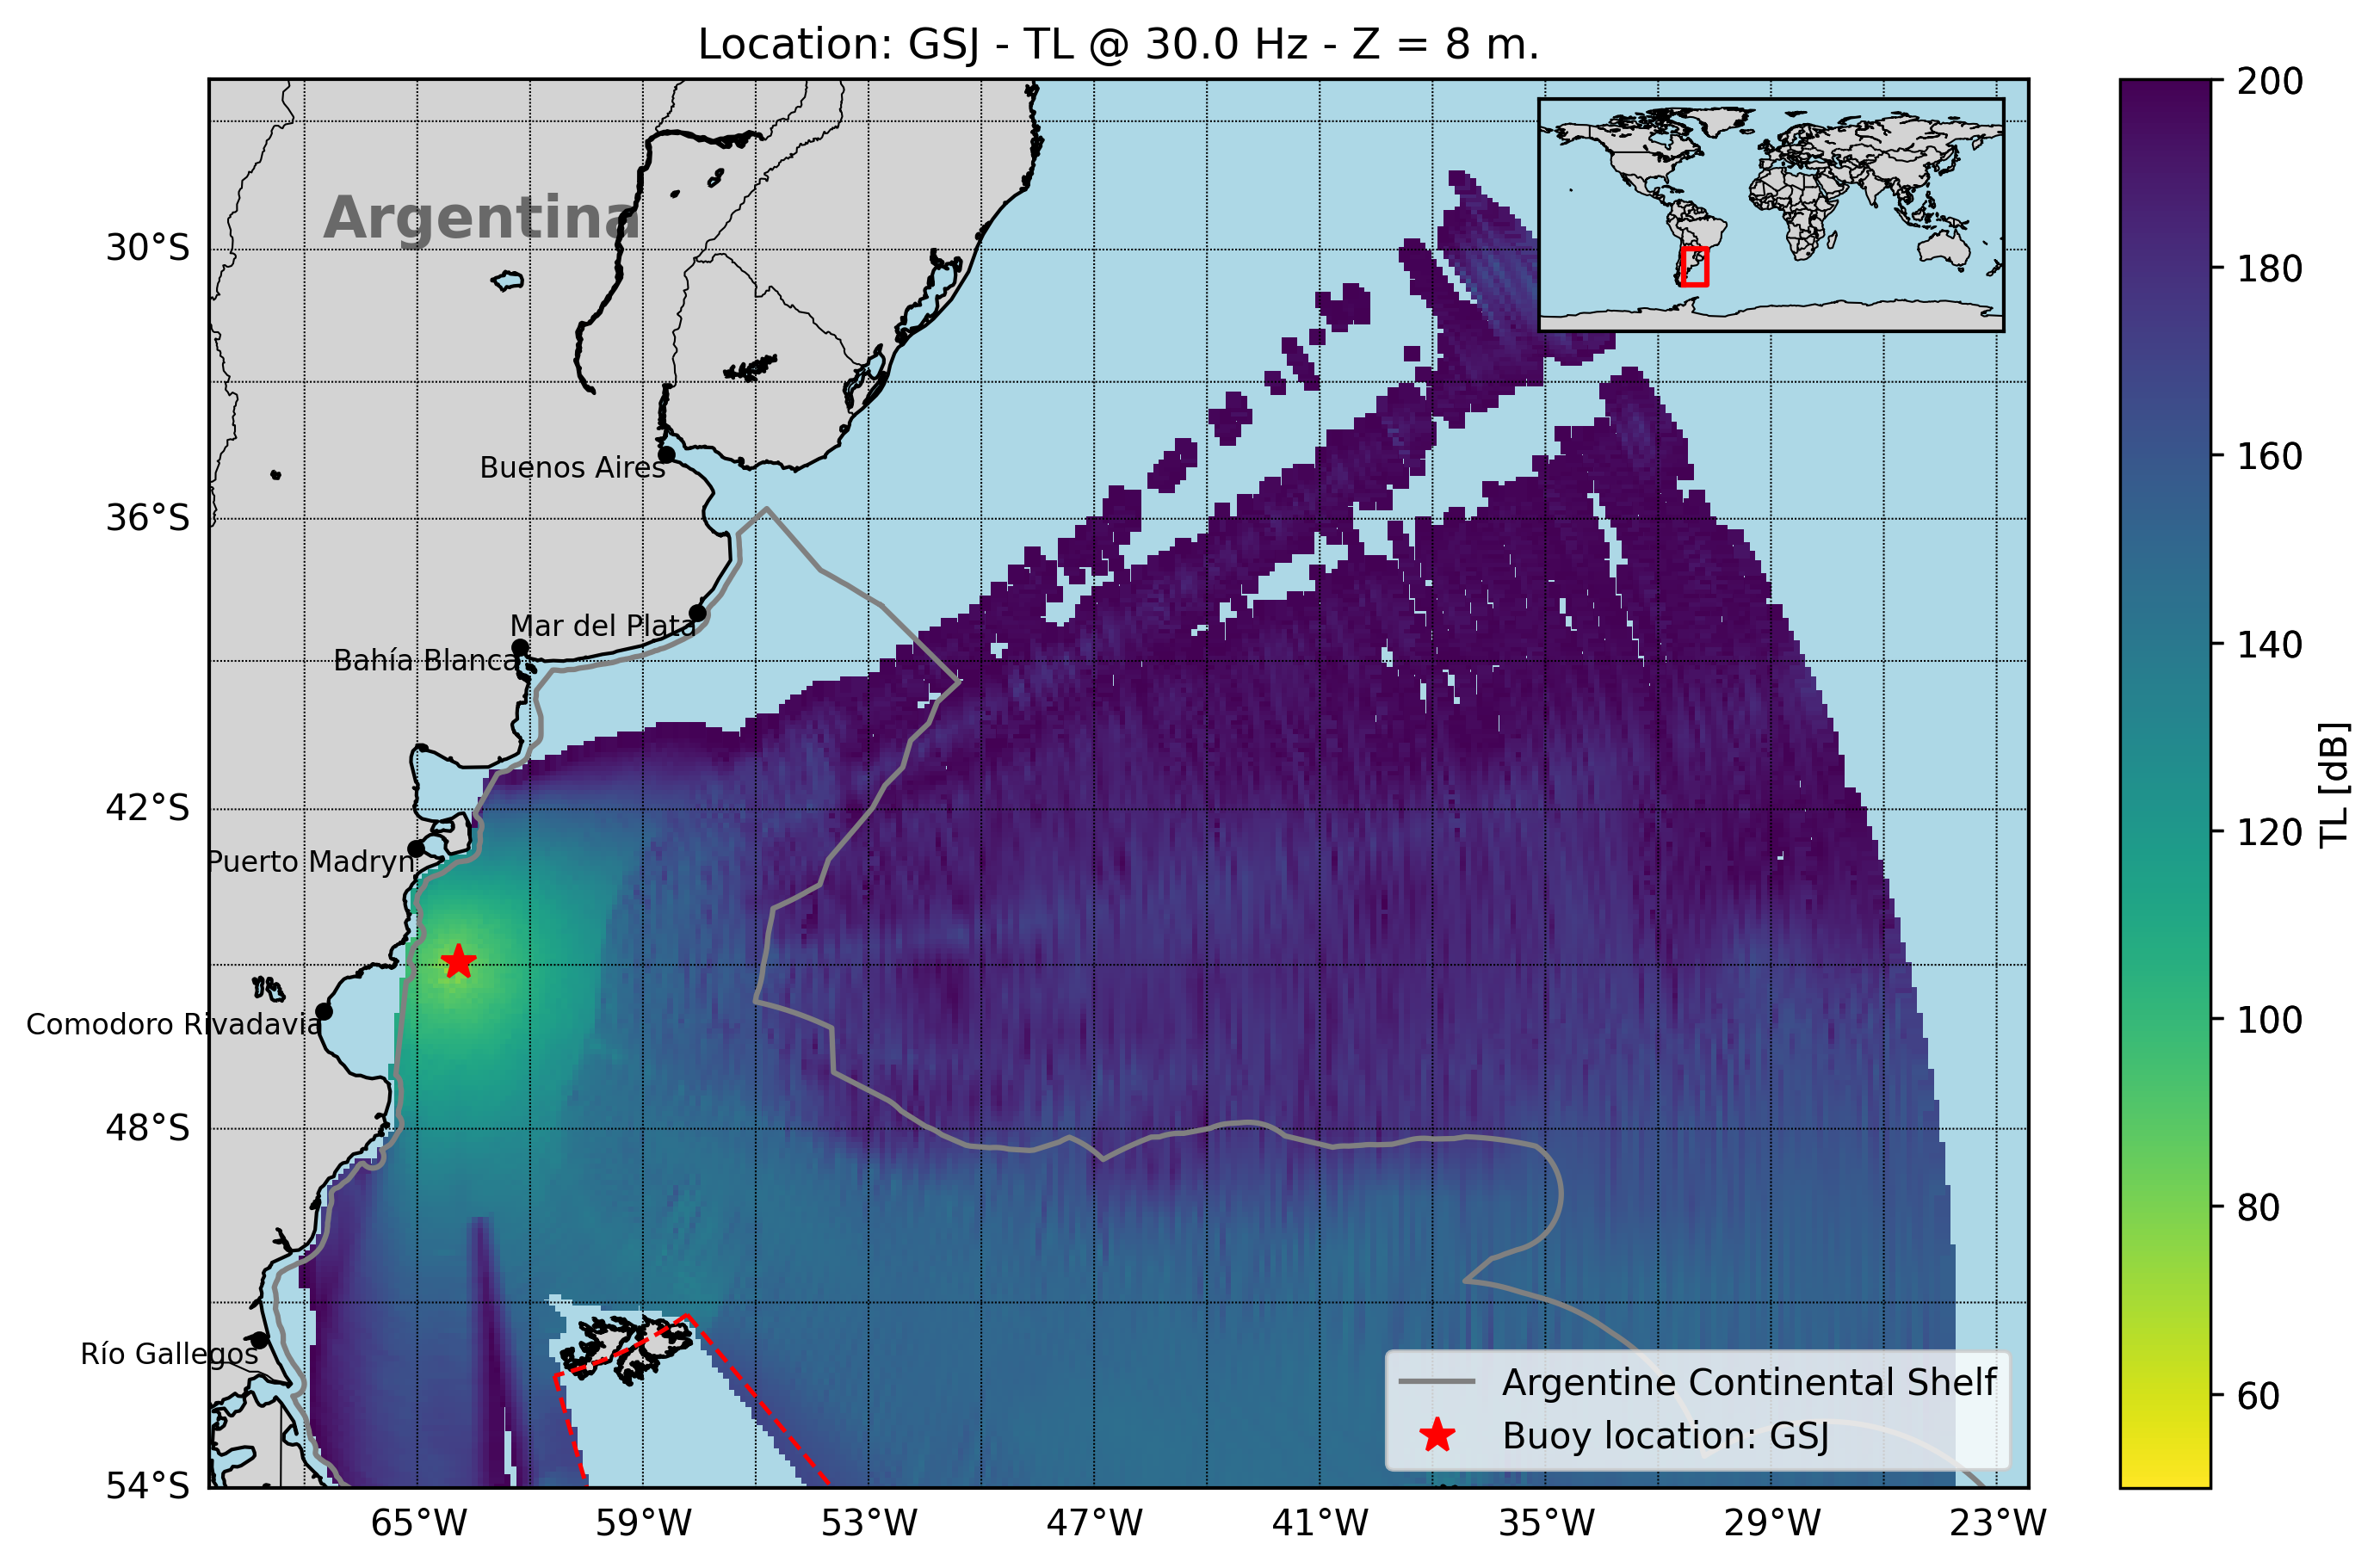 Location: GSJ - TL @ 30.0 Hz - Z = 8 m.
Argentina
30°S
Buenos Aires
36°S
Mar del Plata
Bahía Blanca
42°S
Puerto Madryn
Comodoro Rivadavia
48°S
Río Gallegos
54°S
65°W 59°W 53°W 47°W 41°W 35°W 29°W 23°W
Argentine Continental Shelf
Buoy location: GSJ
200
180
160
140
120
100
80
60
TL [dB]